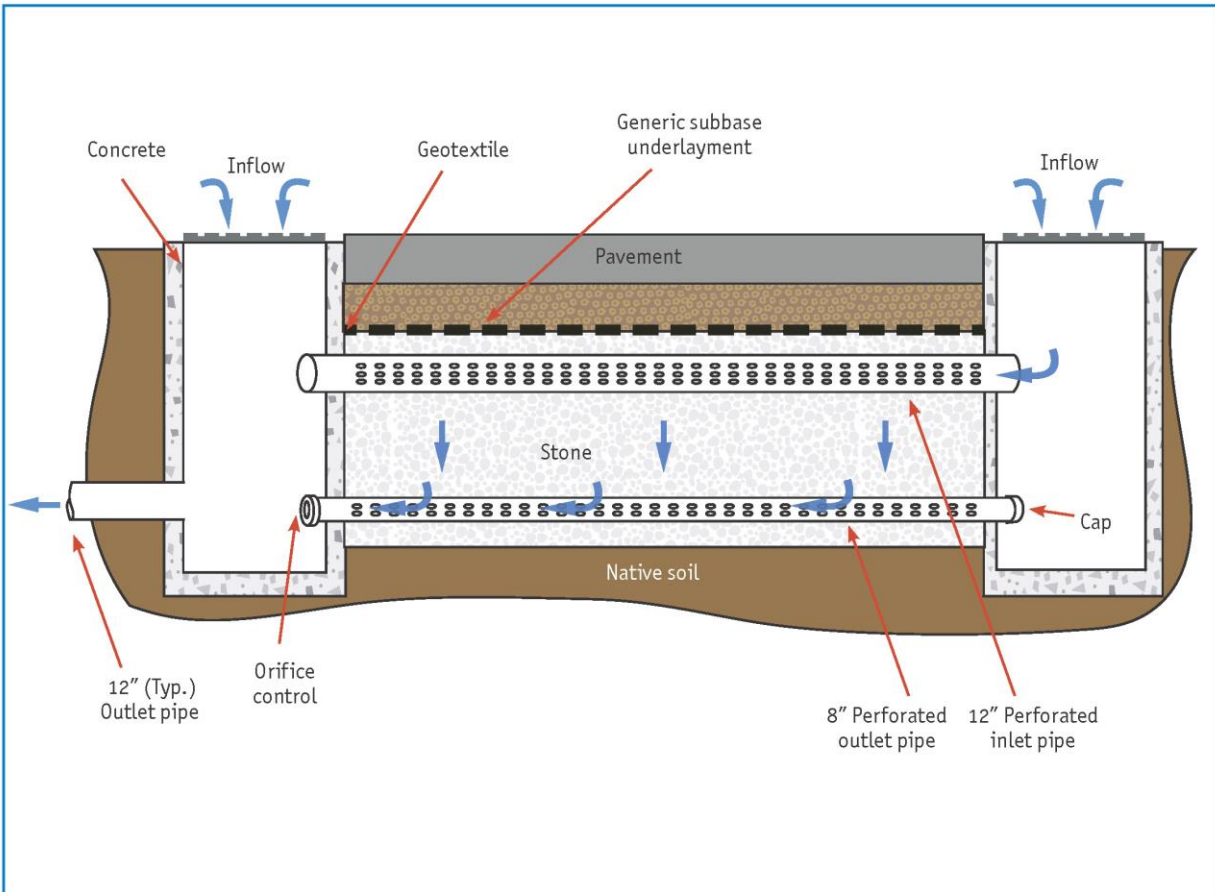 Generic subbase
underlayment
Concrete
Geotextile
Inflow
Inflow
Pavement
Stone
Cap
Native soil
Orifice
control
12″ (Typ.)
Outlet pipe
8″ Perforated
outlet pipe
12″ Perforated
inlet pipe